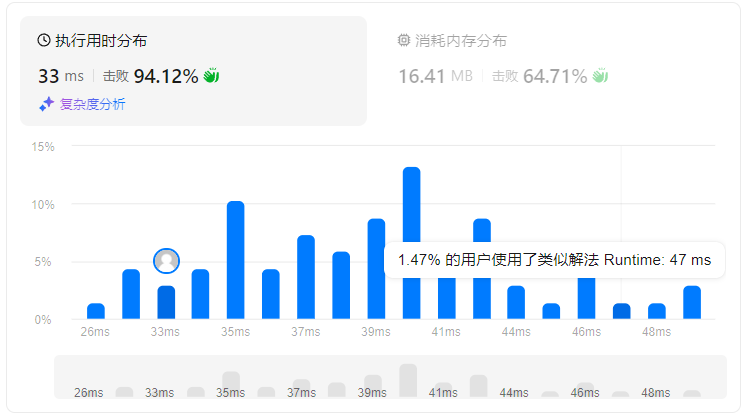 执行用时分布
消耗内存分布
33 ms 击败 94.12%
16.41 MB 击败 64.71%
复杂度分析
15%
10%
5%
0%
1.47% 的用户使用了类似解法 Runtime: 47 ms
26ms 33ms 35ms 37ms 39ms 41ms 44ms 46ms 48ms
26ms 33ms 35ms 37ms 39ms 41ms 44ms 46ms 48ms